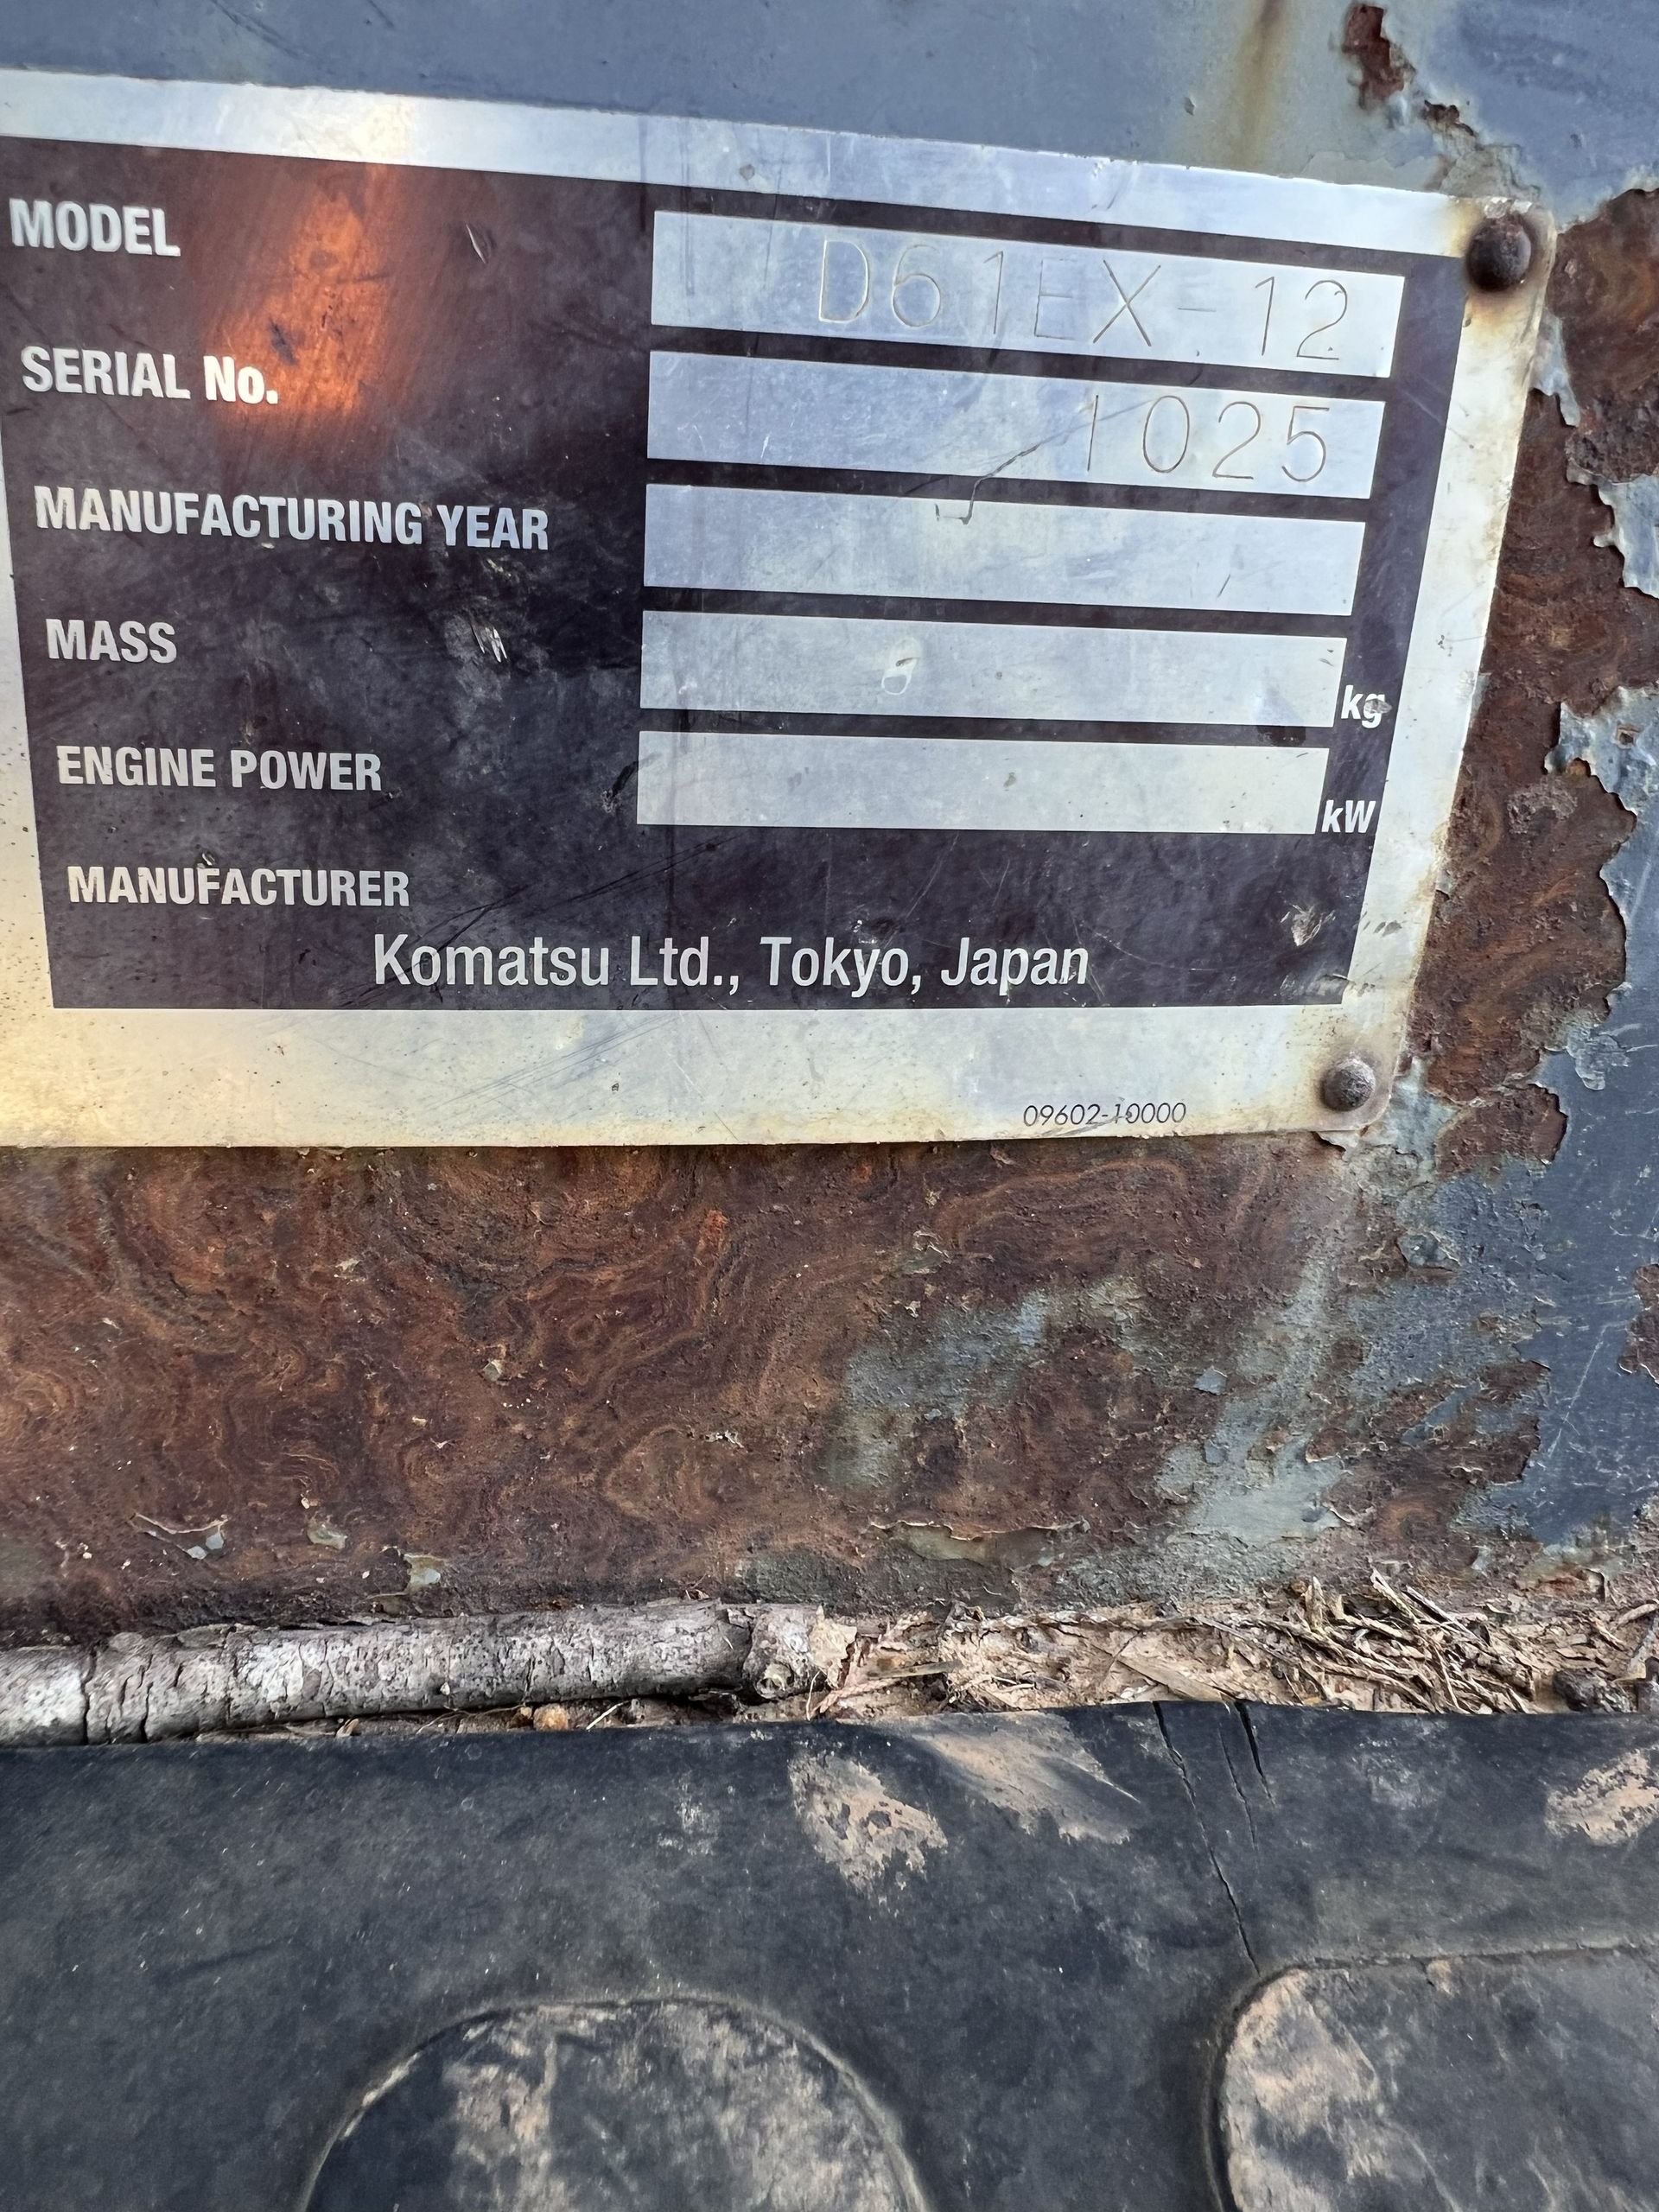 MODEL D61EX-12
SERIAL No. 1025
MANUFACTURING YEAR
MASS kg
ENGINE POWER kW
MANUFACTURER
Komatsu Ltd., Tokyo, Japan
09602-10000